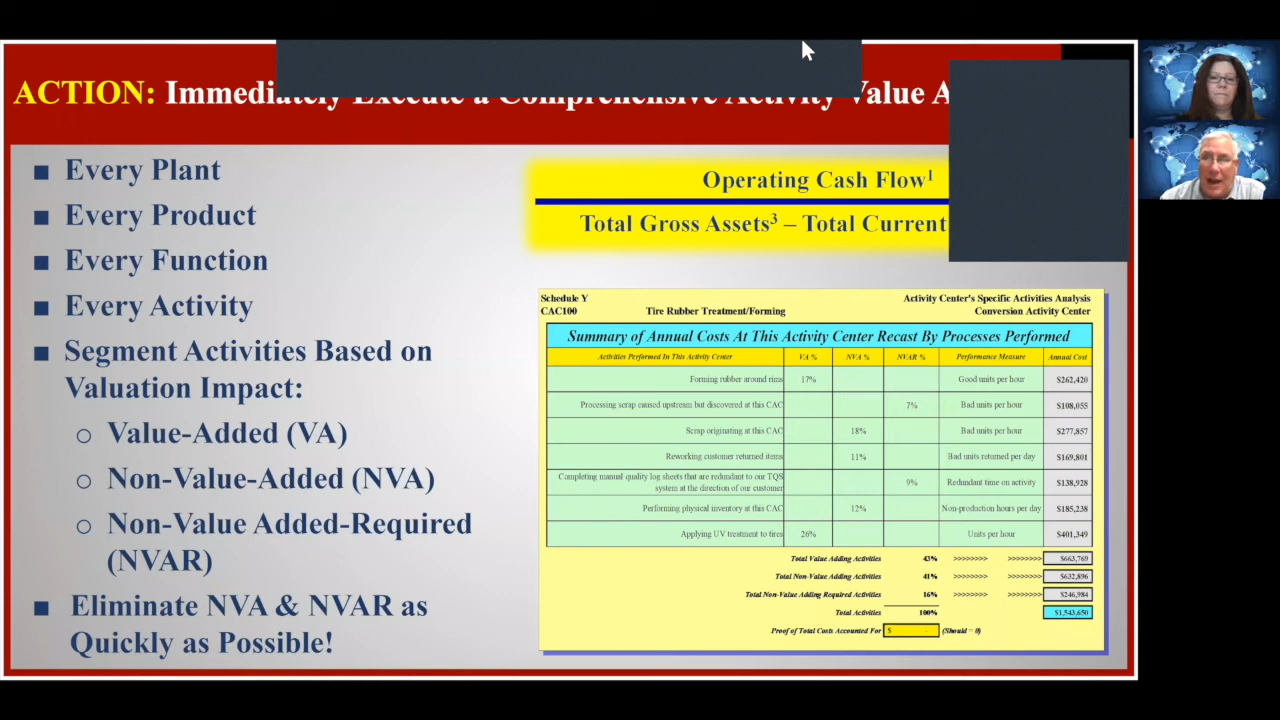 ACTION: Immediately Execute a Comprehensive Activity Value A
■ Every Plant
■ Every Product
■ Every Function
■ Every Activity
■ Segment Activities Based on
Valuation Impact:
o Value-Added (VA)
o Non-Value-Added (NVA)
o Non-Value Added-Required
(NVAR)
■ Eliminate NVA & NVAR as
Quickly as Possible!
Operating Cash Flow¹
Total Gross Assets³ – Total Current
Schedule Y Activity Center's Specific Activities Analysis
CAC100 Tire Rubber Treatment/Forming Conversion Activity Center
Summary of Annual Costs At This Activity Center Recast By Processes Performed
Activities Performed In This Activity Center VA % NVA % NVAR % Performance Measure Annual Cost
Forming rubber around rims 17% Good units per hour $262,420
Processing scrap caused upstream but discovered at this CAC 7% Bad units per hour $108,055
Scrap originating at this CAC 18% Bad units per hour $277,857
Reworking customer returned items 11% Bad units returned per day $169,801
Completing manual quality log sheets that are redundant to our TQS
system at the direction of our customer 9% Redundant time on activity $138,928
Performing physical inventory at this CAC 12% Non-production hours per day $185,238
Applying UV treatment to tires 26% Units per hour $401,349
Total Value Adding Activities 43% >>>>>>>> >>>>>>>> $663,769
Total Non-Value Adding Activities 41% >>>>>>>> >>>>>>>> $632,896
Total Non-Value Adding Required Activities 16% >>>>>>>> >>>>>>>> $246,984
Total Activities 100% $1,543,650
Proof of Total Costs Accounted For $ - (Should = 0)